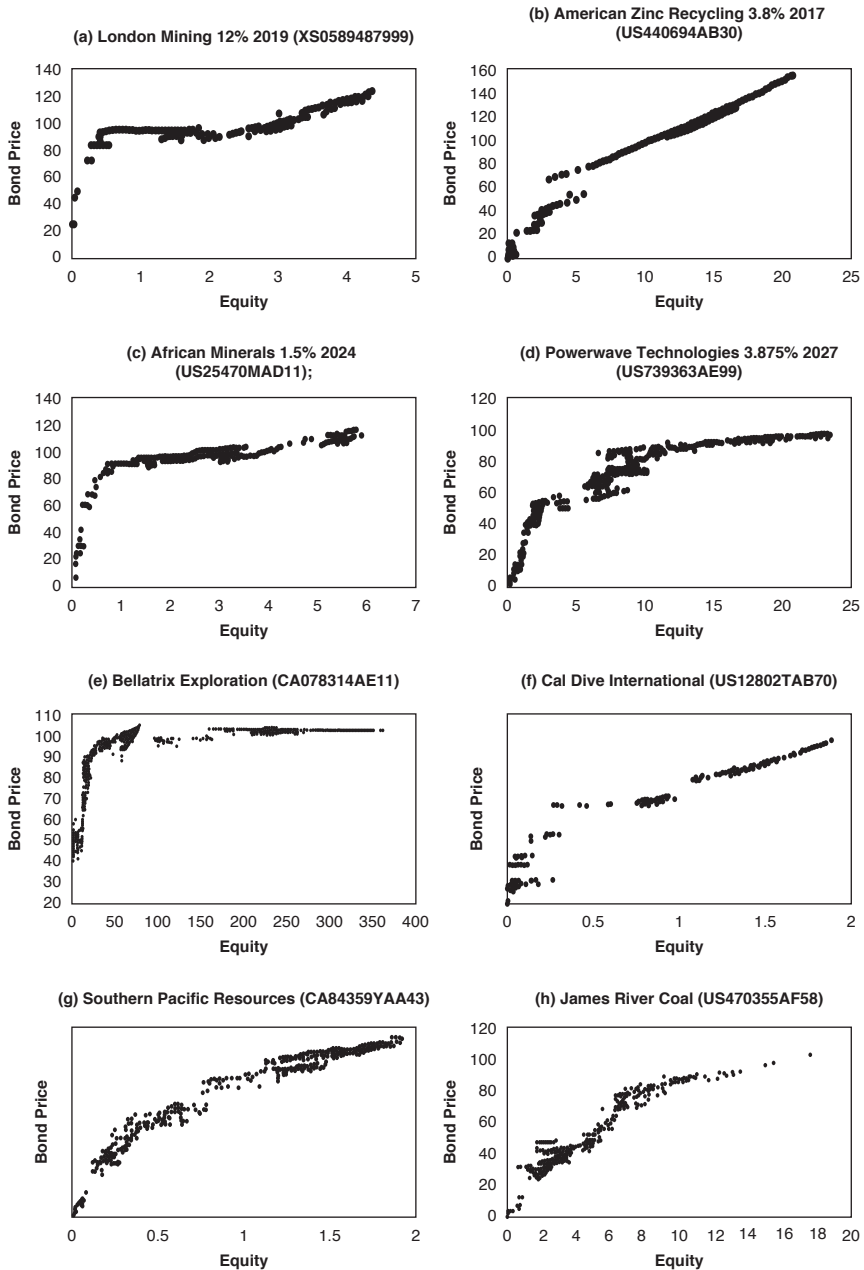 (a) London Mining 12% 2019 (XS0589487999)
140
120
100
80
60
40
20
0
0 1 2 3 4 5
Bond Price
Equity
(b) American Zinc Recycling 3.8% 2017
(US440694AB30)
160
140
120
100
80
60
40
20
0
0 5 10 15 20 25
Bond Price
Equity
(c) African Minerals 1.5% 2024
(US25470MAD11);
140
120
100
80
60
40
20
0
0 1 2 3 4 5 6 7
Bond Price
Equity
(d) Powerwave Technologies 3.875% 2027
(US739363AE99)
120
100
80
60
40
20
0
0 5 10 15 20 25
Bond Price
Equity
(e) Bellatrix Exploration (CA078314AE11)
110
100
90
80
70
60
50
40
30
20
0 50 100 150 200 250 300 350 400
Bond Price
Equity
(f) Cal Dive International (US12802TAB70)
0 0.5 1 1.5 2
Bond Price
Equity
(g) Southern Pacific Resources (CA84359YAA43)
0 0.5 1 1.5 2
Bond Price
Equity
(h) James River Coal (US470355AF58)
120
100
80
60
40
20
0
0 2 4 6 8 10 12 14 16 18 20
Bond Price
Equity